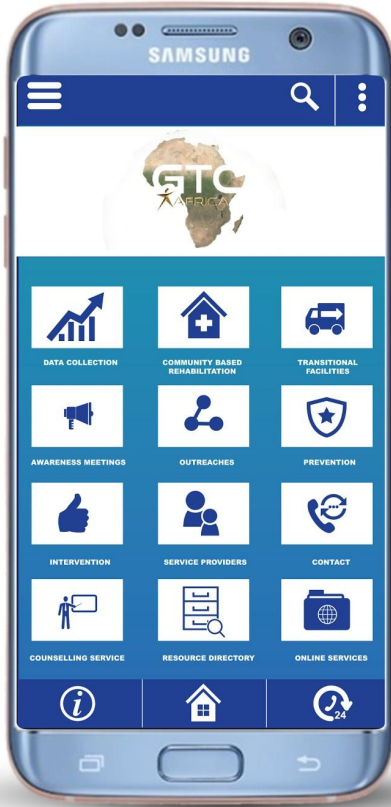 SAMSUNG
GTC
AFRICA
DATA COLLECTION
COMMUNITY BASED
REHABILITATION
TRANSITIONAL
FACILITIES
AWARENESS MEETINGS
OUTREACHES
PREVENTION
INTERVENTION
SERVICE PROVIDERS
CONTACT
COUNSELLING SERVICE
RESOURCE DIRECTORY
ONLINE SERVICES
i
24